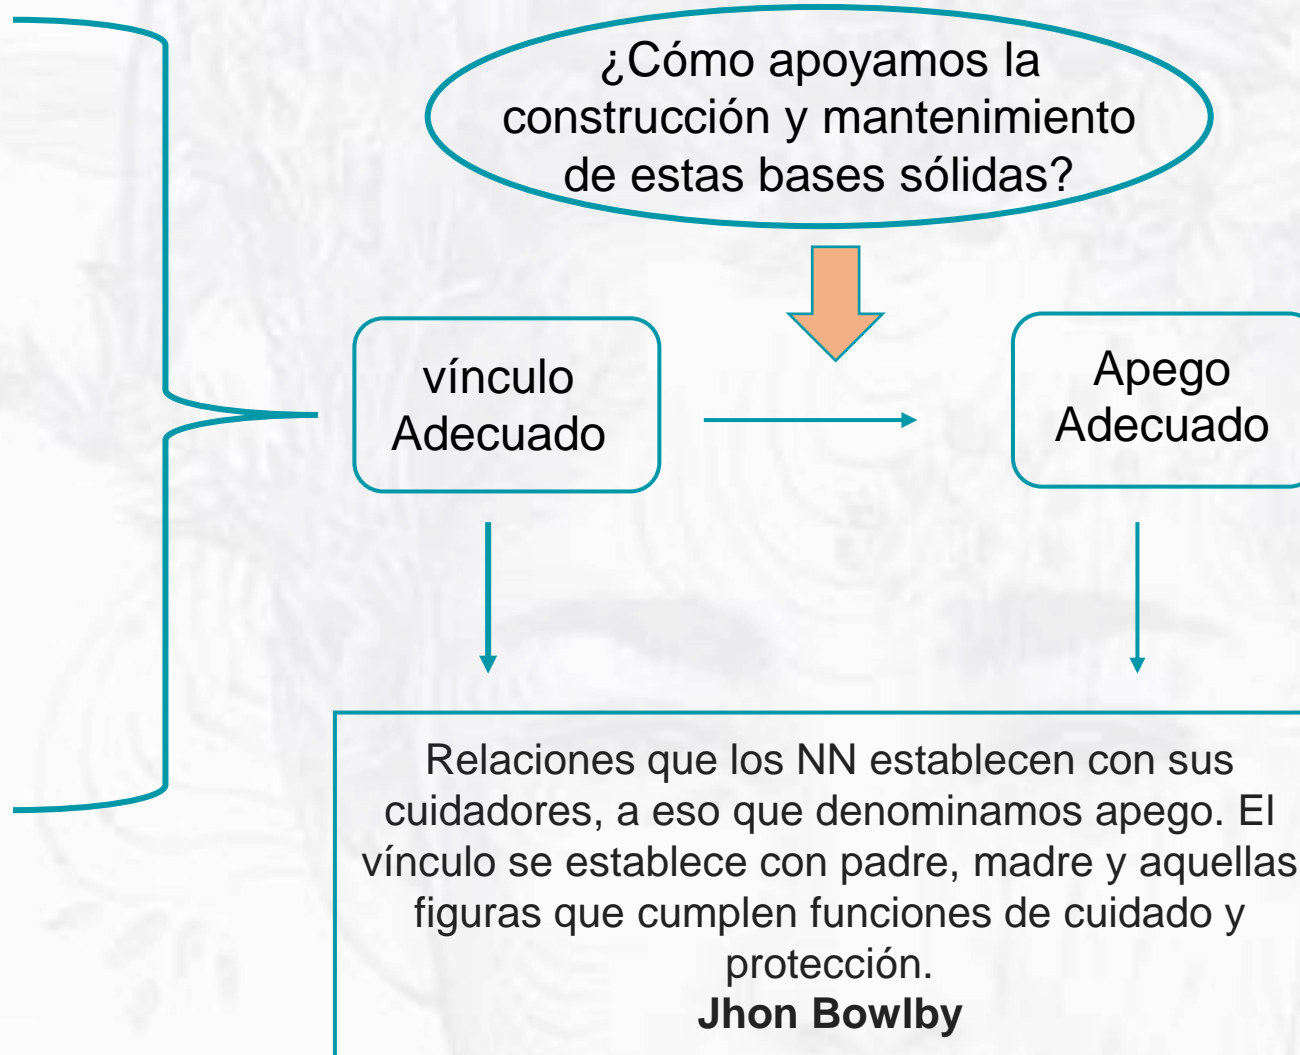 ¿Cómo apoyamos la
construcción y mantenimiento
de estas bases sólidas?
vínculo
Adecuado
Apego
Adecuado
Relaciones que los NN establecen con sus
cuidadores, a eso que denominamos apego. El
vínculo se establece con padre, madre y aquellas
figuras que cumplen funciones de cuidado y
protección.
Jhon Bowlby